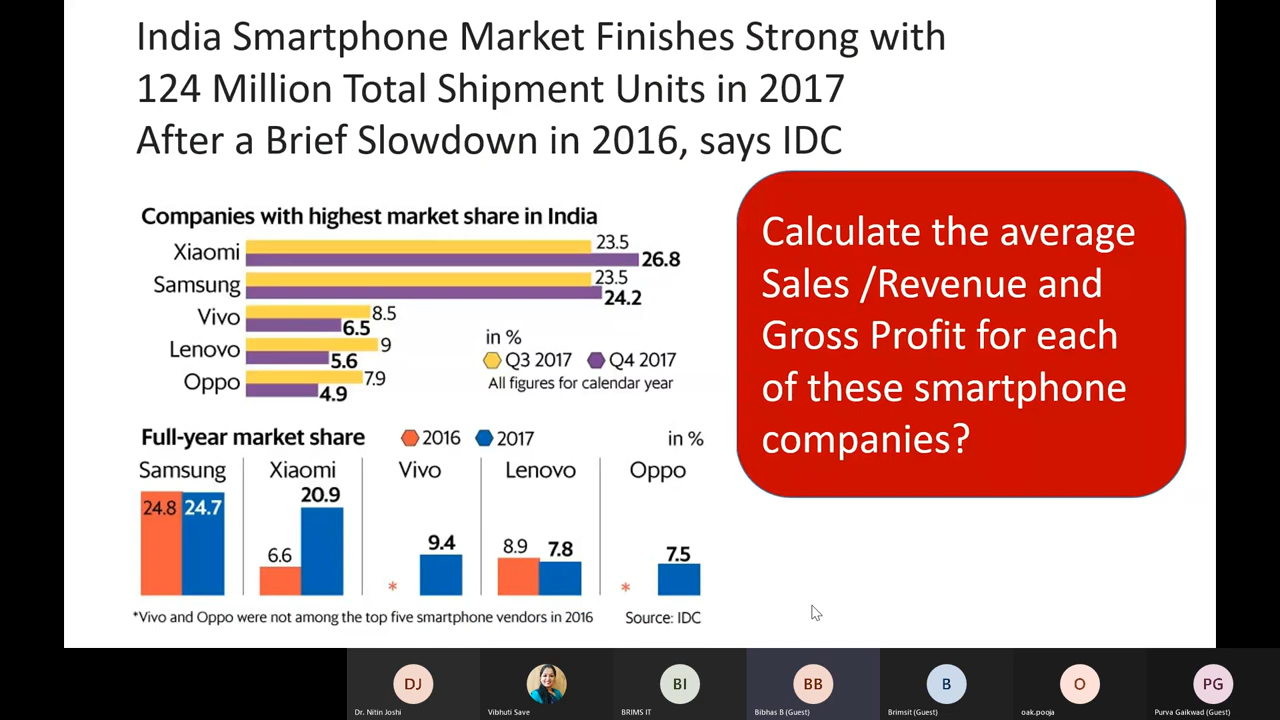 India Smartphone Market Finishes Strong with
124 Million Total Shipment Units in 2017
After a Brief Slowdown in 2016, says IDC
Companies with highest market share in India
Xiaomi 23.5
26.8
Samsung 23.5
24.2
Vivo 8.5
6.5
Lenovo 9
5.6
Oppo 7.9
4.9
in %
Q3 2017 Q4 2017
All figures for calendar year
Full-year market share 2016 2017 in %
Samsung Xiaomi Vivo Lenovo Oppo
24.8 24.7 6.6 20.9 * 9.4 8.9 7.8 * 7.5
*Vivo and Oppo were not among the top five smartphone vendors in 2016 Source: IDC
Calculate the average
Sales /Revenue and
Gross Profit for each
of these smartphone
companies?
DJ BI BB B O PG
Dr. Nitin Joshi Vibhuti Save BRIMS IT Bibhas B (Guest) Brimsit (Guest) oak.pooja Purva Gaikwad (Guest)